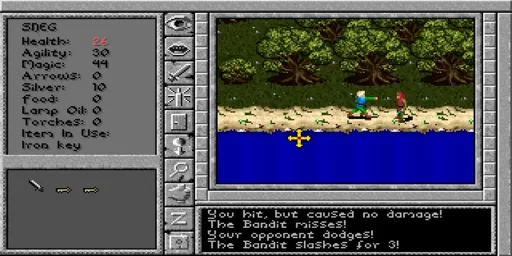 SNEG
Health: 26
Agility: 30
Magic: 44
Arrows: 0
Silver: 10
Food: 0
Lamp Oil: 0
Torches: 0
Item In Use:
Iron key
Z
You hit, but caused no damage!
The Bandit misses!
Your opponent dodges!
The Bandit slashes for 3!